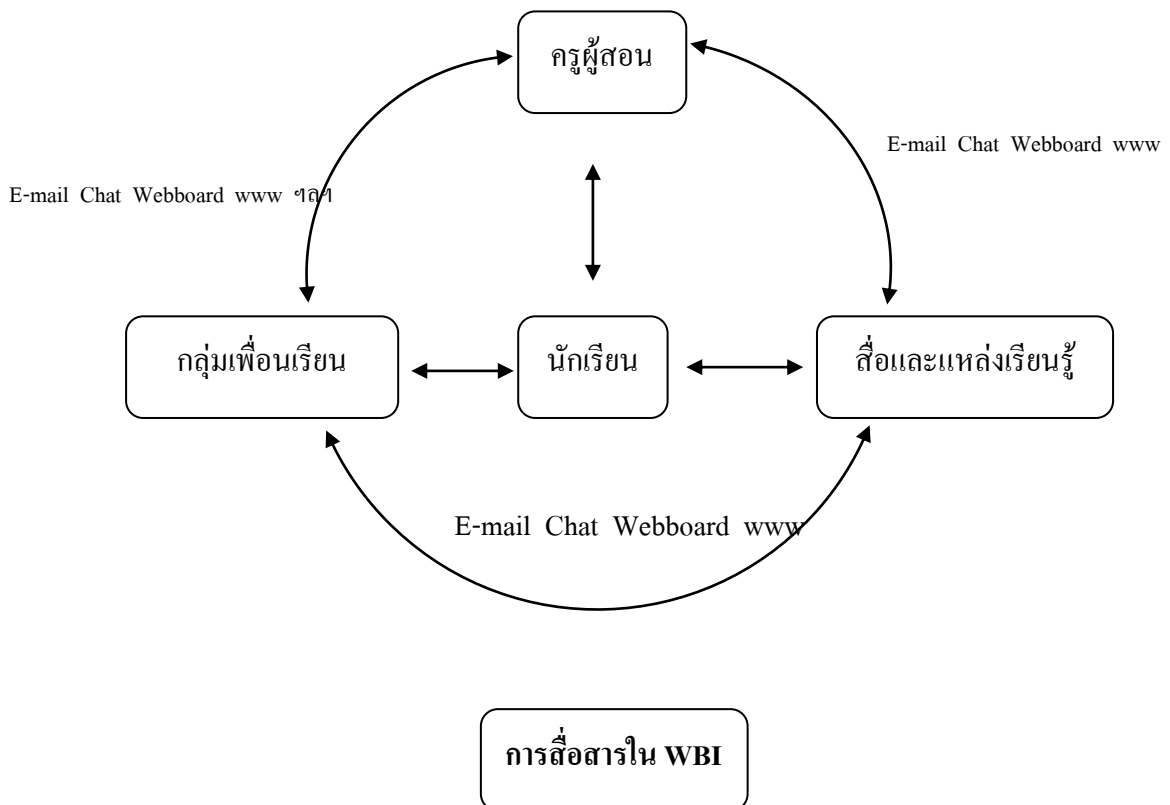 ครูผู้สอน
E-mail Chat Webboard www
E-mail Chat Webboard www ฯลฯ
กลุ่มเพื่อนเรียน
นักเรียน
สื่อและแหล่งเรียนรู้
E-mail Chat Webboard www
การสื่อสารใน WBI